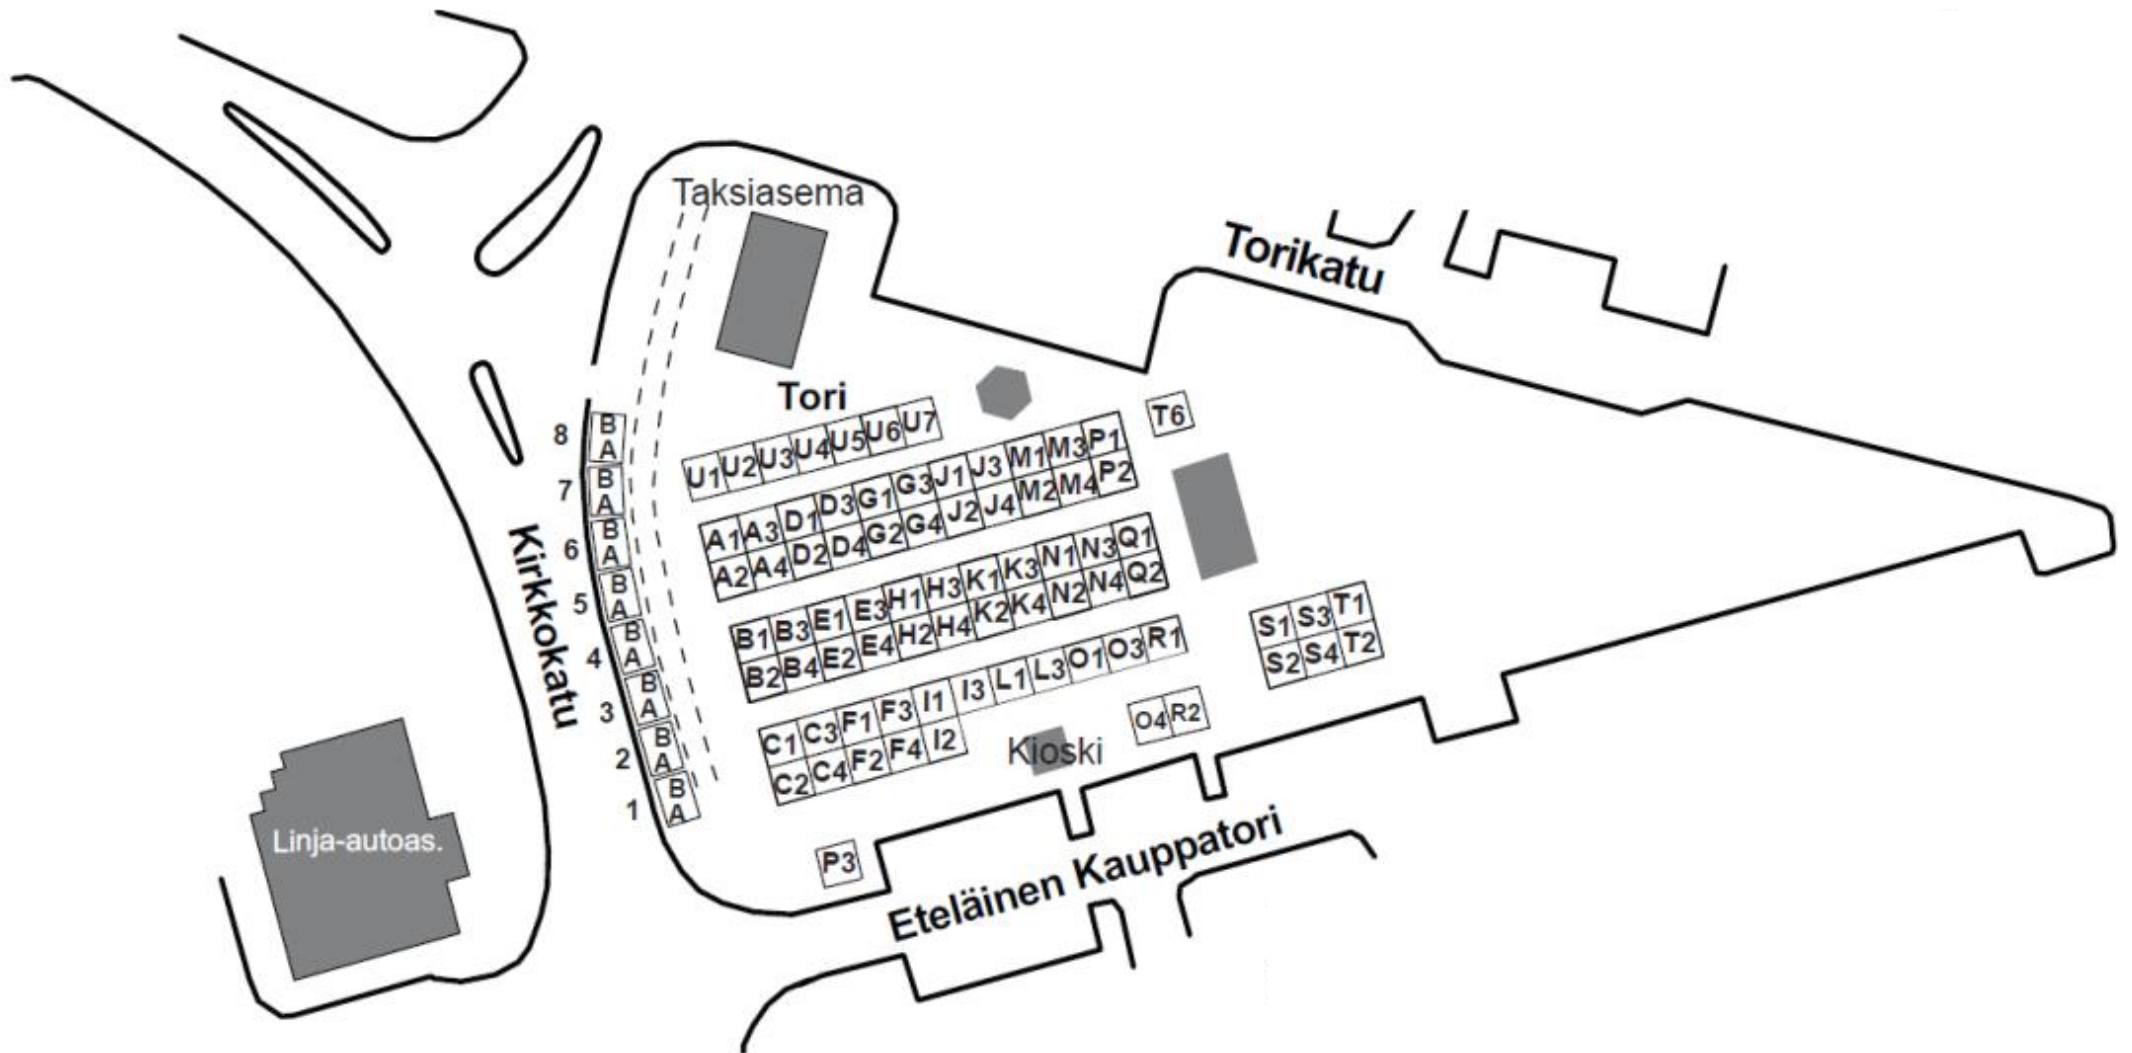 Taksiasema
Torikatu
Tori
U1 U2 U3 U4 U5 U6 U7
T6
A1 A3 D1 D3 G1 G3 J1 J3 M1 M3 P1
A2 A4 D2 D4 G2 G4 J2 J4 M2 M4 P2
B1 B3 E1 E3 H1 H3 K1 K3 N1 N3 Q1
B2 B4 E2 E4 H2 H4 K2 K4 N2 N4 Q2
C1 C3 F1 F3 I1 I3 L1 L3 O1 O3 R1
C2 C4 F2 F4 I2
S1 S3 T1
S2 S4 T2
O4 R2
Kioski
P3
8 B
A
7 B
A
6 B
A
5 B
A
4 B
A
3 B
A
2 B
A
1 B
A
Kirkkokatu
Linja-autoas.
Eteläinen Kauppatori